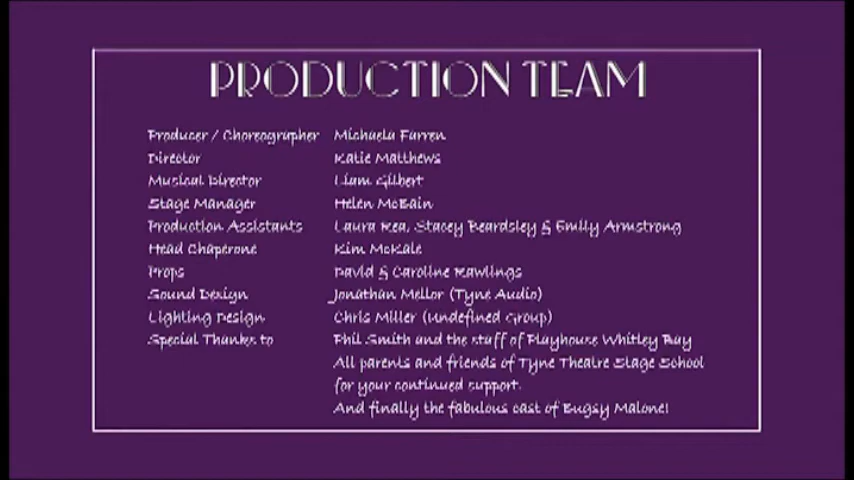 PRODUCTION TEAM
Producer / Choreographer Michaela Farren
Director Katie Matthews
Musical Director Liam Gilbert
Stage Manager Helen McBain
Production Assistants Laura Rea, Stacey Beardsley & Emily Armstrong
Head Chaperone Kim McKale
Props David & Caroline Rawlings
Sound Design Jonathan Mellor (Tyne Audio)
Lighting Design Chris Miller (Undefined Group)
Special Thanks to Phil Smith and the staff of Playhouse Whitley Bay
All parents and friends of Tyne Theatre Stage School
for your continued support.
And finally the fabulous cast of Bugsy Malone!